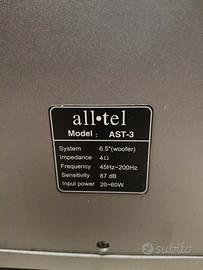 all•tel
Model : AST-3
System 6.5"(woofer)
Impedance 4Ω
Frequency 45Hz~200Hz
Sensitivity 87 dB
Input power 20~60W
subito